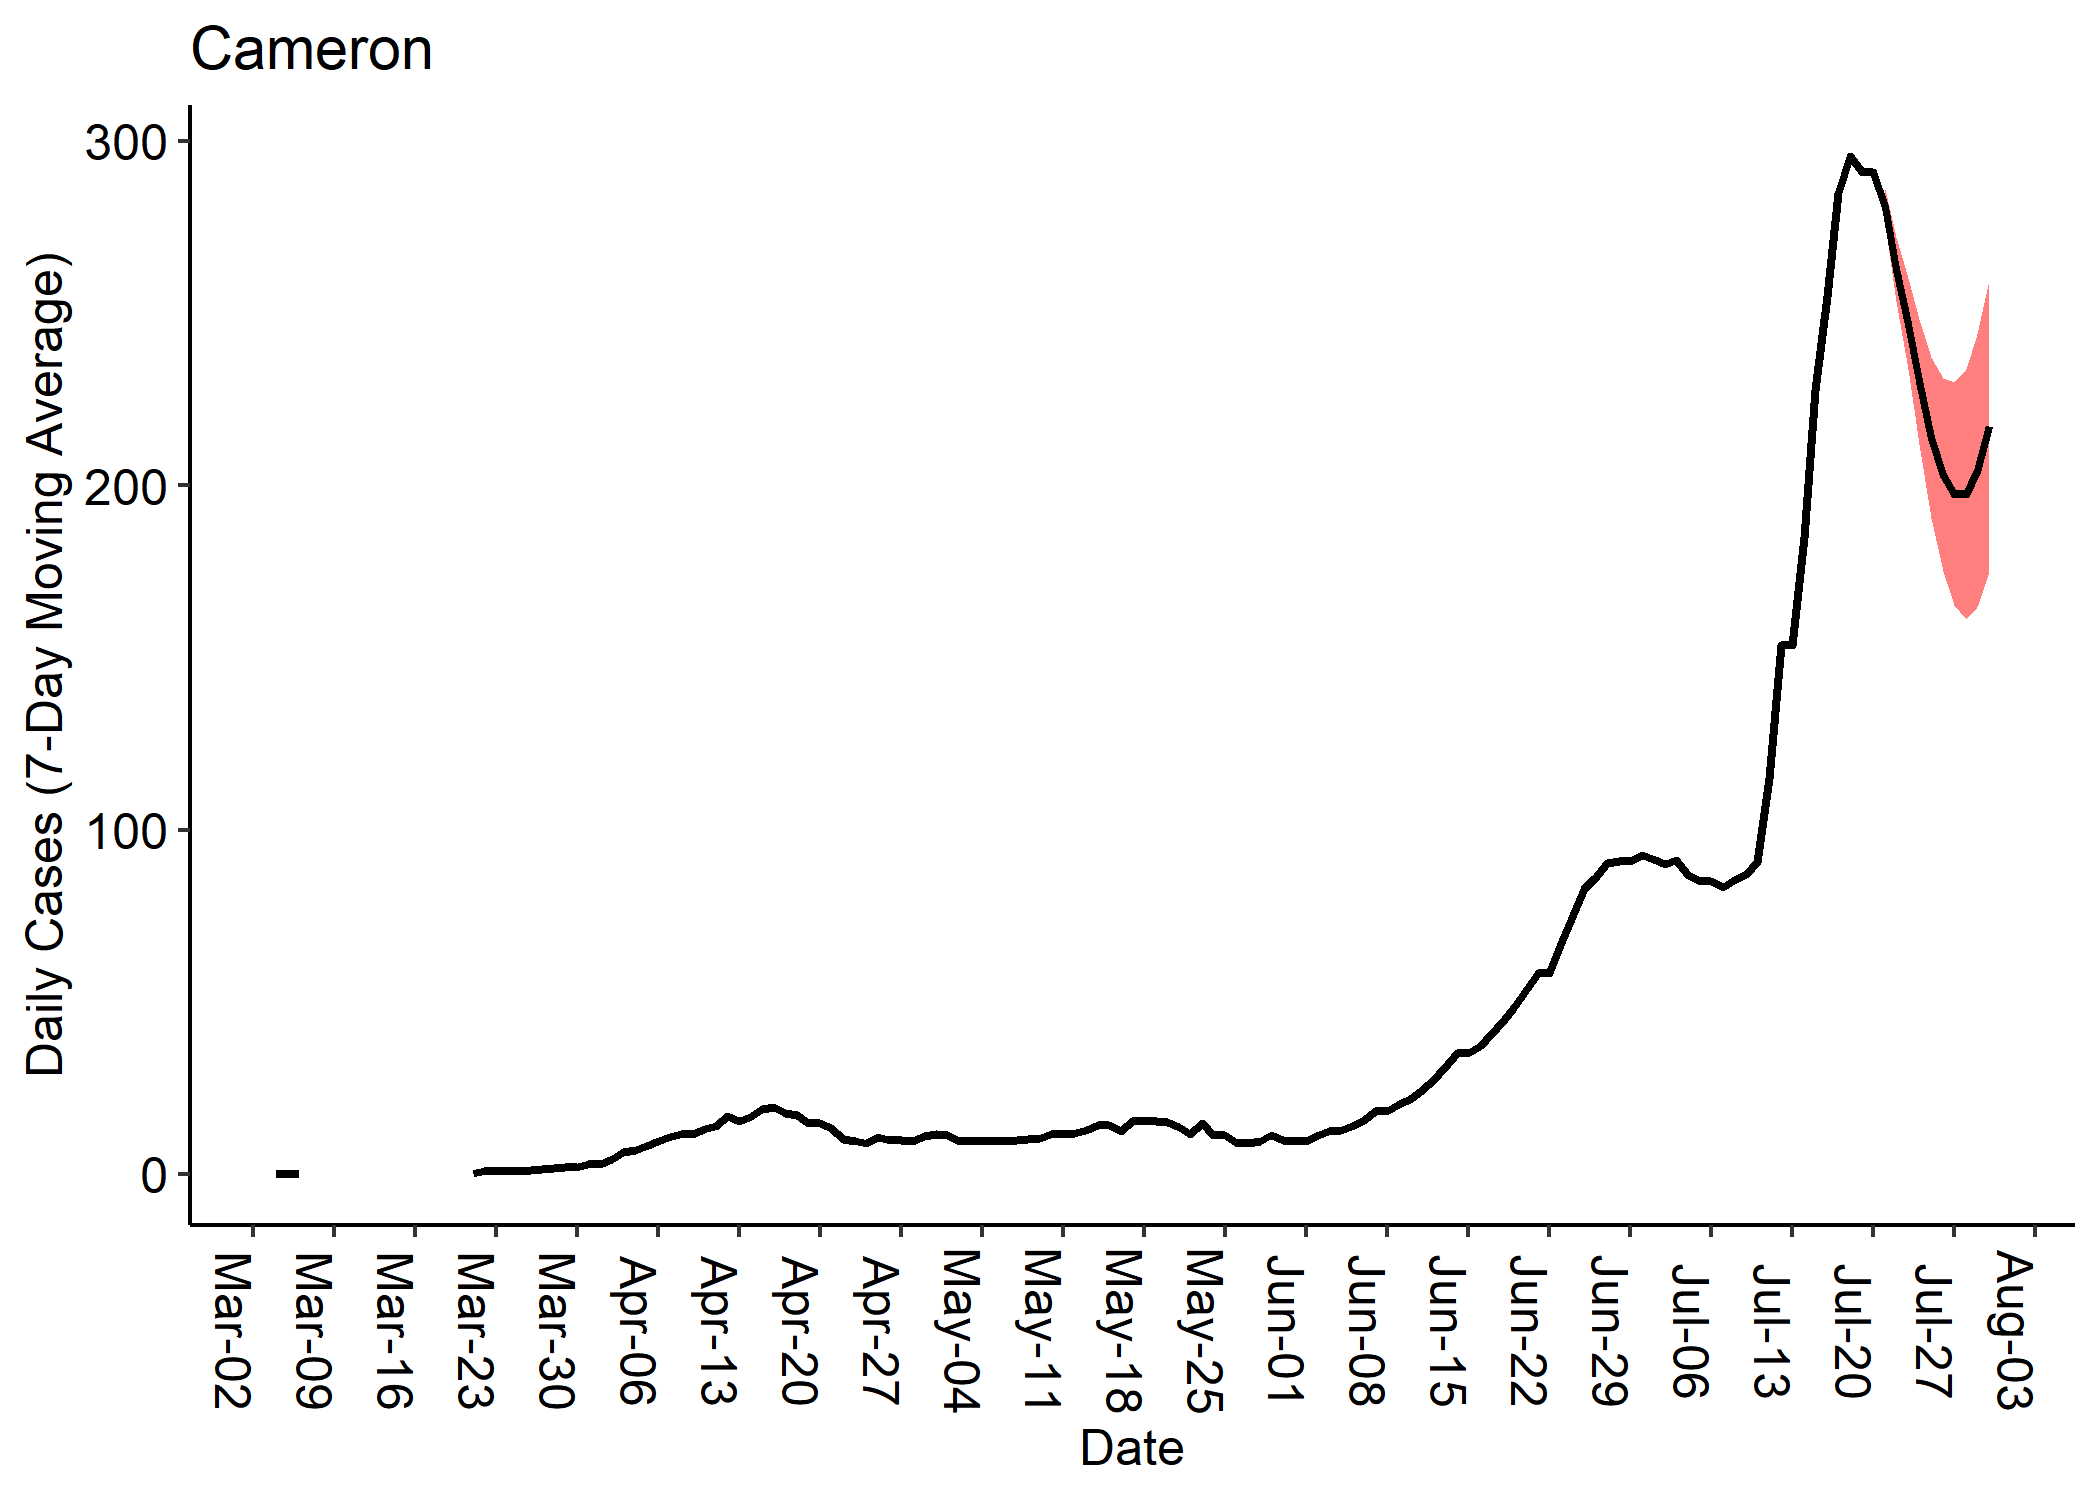 Cameron
Daily Cases (7-Day Moving Average)
300
200
100
0
Mar-02
Mar-09
Mar-16
Mar-23
Mar-30
Apr-06
Apr-13
Apr-20
Apr-27
May-04
May-11
May-18
May-25
Jun-01
Jun-08
Jun-15
Jun-22
Jun-29
Jul-06
Jul-13
Jul-20
Jul-27
Aug-03
Date